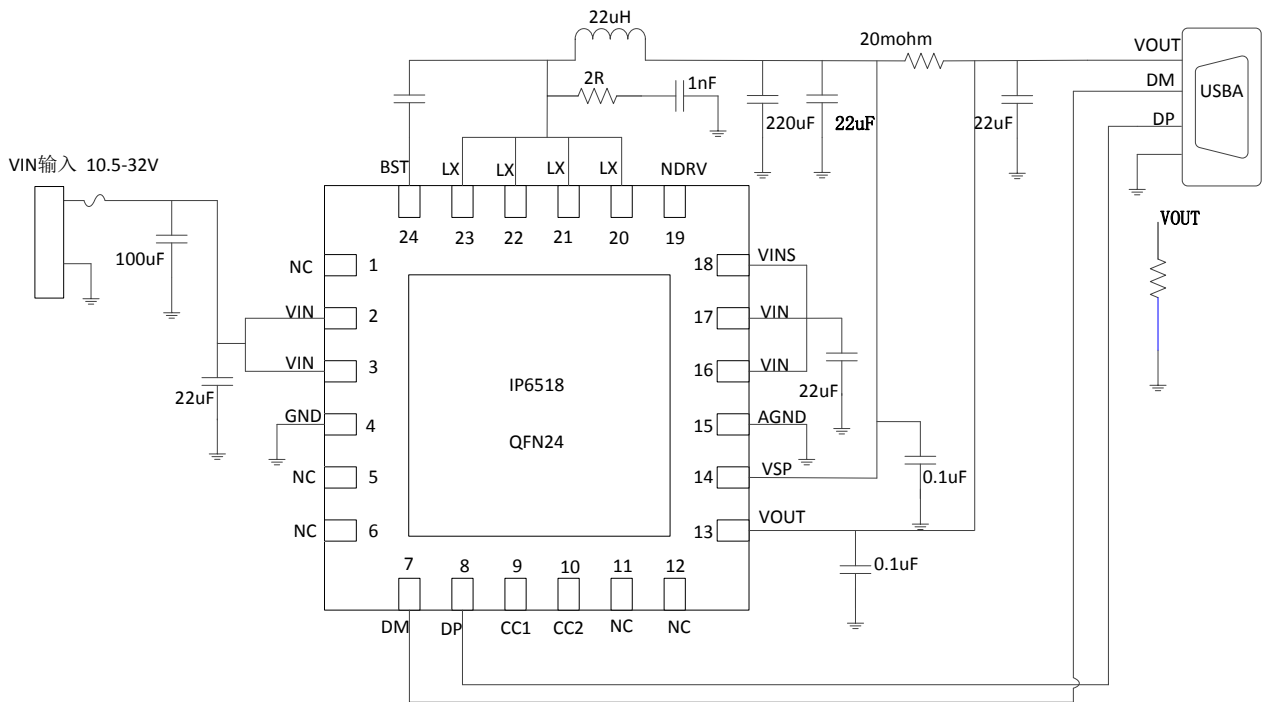 22uH
20mohm
VOUT
DM
USBA
DP
2R
1nF
220uF
22uF
22uF
VIN输入 10.5-32V
100uF
22uF
BST
LX
LX
LX
LX
NDRV
24
23
22
21
20
19
VOUT
NC
1
VIN
2
VIN
3
GND
4
NC
5
NC
6
18
VINS
17
VIN
16
VIN
22uF
15
AGND
14
VSP
0.1uF
13
VOUT
0.1uF
IP6518
QFN24
7
8
9
10
11
12
DM
DP
CC1
CC2
NC
NC